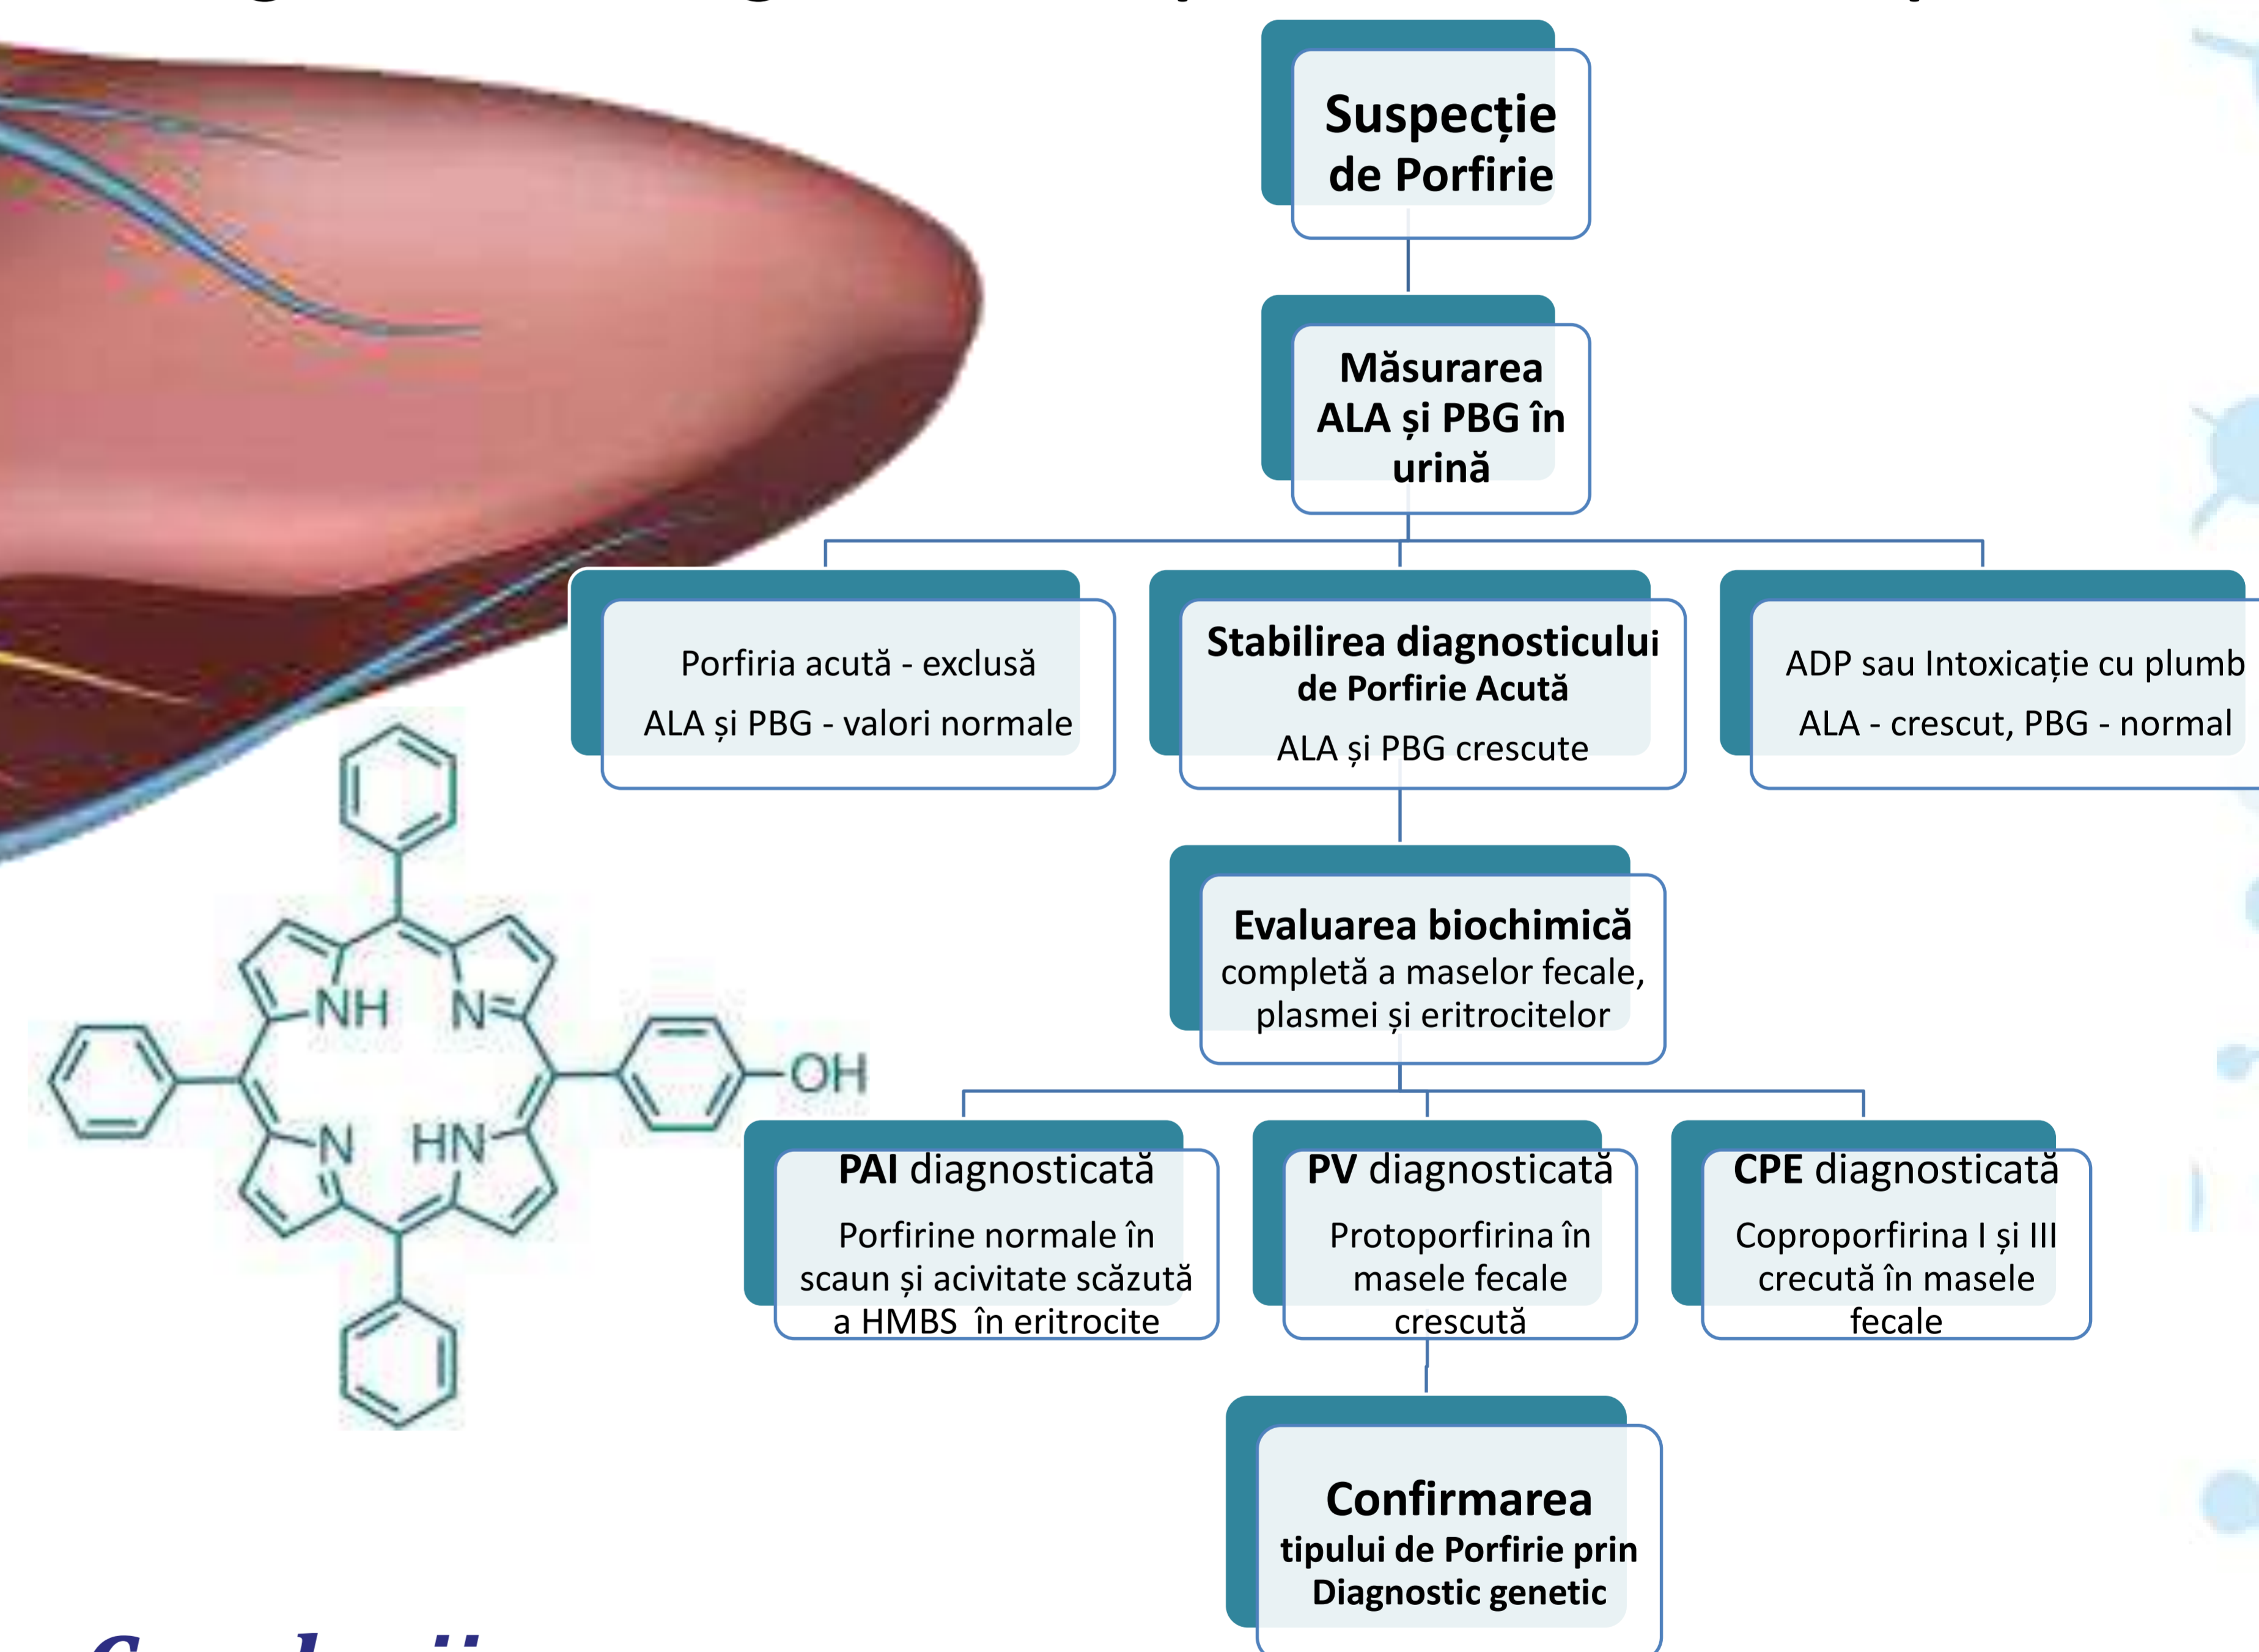 Suspecție
de Porfirie
Măsurarea
ALA și PBG în
urină
Porfiria acută - exclusă
ALA și PBG - valori normale
Stabilirea diagnosticului
de Porfirie Acută
ALA și PBG crescute
ADP sau Intoxicație cu plumb
ALA - crescut, PBG - normal
Evaluarea biochimică
completă a maselor fecale,
plasmei și eritrocitelor
NH
N
OH
N
HN
PAI diagnosticată
Porfirine normale în
scaun și acivitate scăzută
a HMBS în eritrocite
PV diagnosticată
Protoporfirina în
masele fecale
crescută
CPE diagnosticată
Coproporfirina I și III
crecută în masele
fecale
Confirmarea
tipului de Porfirie prin
Diagnostic genetic